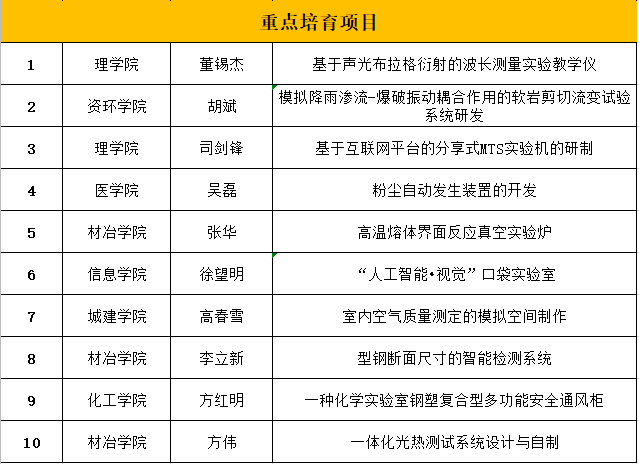 重点培育项目
1 理学院 董锡杰 基于声光布拉格衍射的波长测量实验教学仪
2 资环学院 胡斌 模拟降雨渗流-爆破振动耦合作用的软岩剪切流变试验
系统研发
3 理学院 司剑锋 基于互联网平台的分享式MTS实验机的研制
4 医学院 吴磊 粉尘自动发生装置的开发
5 材冶学院 张华 高温熔体界面反应真空实验炉
6 信息学院 徐望明 “人工智能•视觉”口袋实验室
7 城建学院 高春雪 室内空气质量测定的模拟空间制作
8 材冶学院 李立新 型钢断面尺寸的智能检测系统
9 化工学院 方红明 一种化学实验室钢塑复合型多功能安全通风柜
10 材冶学院 方伟 一体化光热测试系统设计与自制